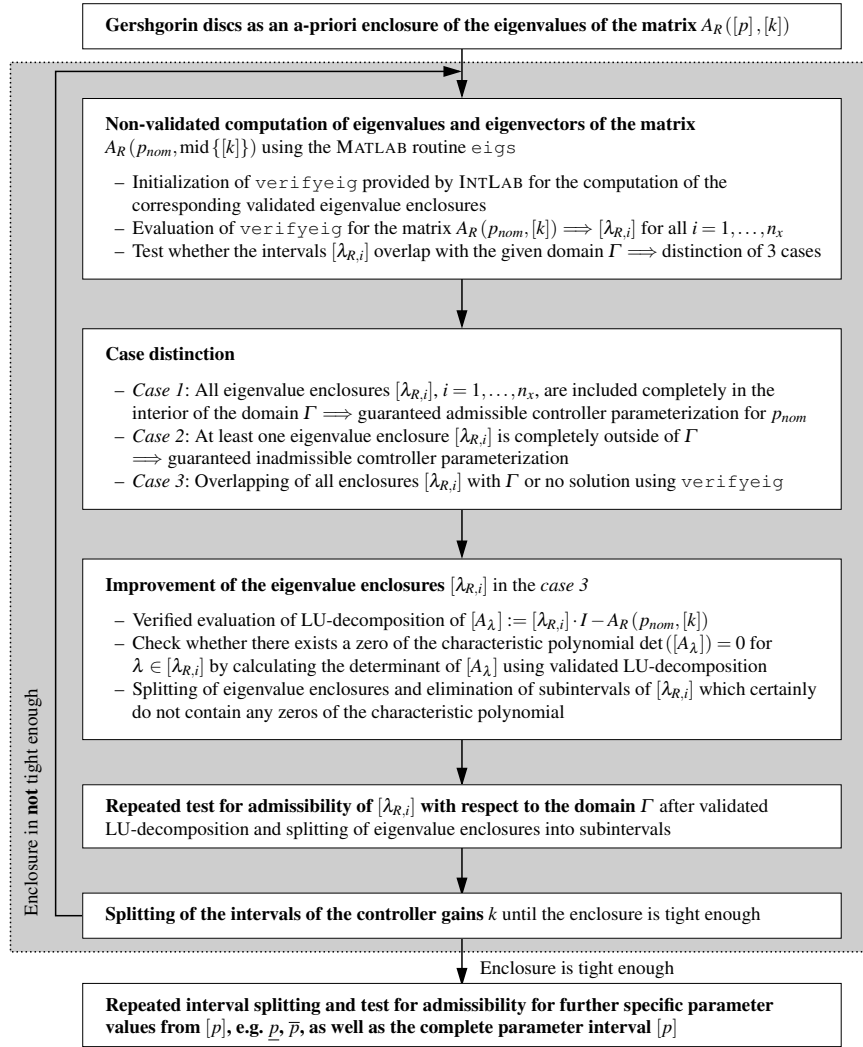 Gershgorin discs as an a-priori enclosure of the eigenvalues of the matrix A_R([p],[k])
Non-validated computation of eigenvalues and eigenvectors of the matrix
A_R(p_nom, mid{[k]}) using the MATLAB routine eigs
– Initialization of verifyeig provided by INTLAB for the computation of the
corresponding validated eigenvalue enclosures
– Evaluation of verifyeig for the matrix A_R(p_nom,[k]) ⟹ [λ_R,i] for all i = 1,...,n_x
– Test whether the intervals [λ_R,i] overlap with the given domain Γ ⟹ distinction of 3 cases
Case distinction
– Case 1: All eigenvalue enclosures [λ_R,i], i = 1,...,n_x, are included completely in the
interior of the domain Γ ⟹ guaranteed admissible controller parameterization for p_nom
– Case 2: At least one eigenvalue enclosure [λ_R,i] is completely outside of Γ
⟹ guaranteed inadmissible comtroller parameterization
– Case 3: Overlapping of all enclosures [λ_R,i] with Γ or no solution using verifyeig
Improvement of the eigenvalue enclosures [λ_R,i] in the case 3
– Verified evaluation of LU-decomposition of [A_λ] := [λ_R,i] · I − A_R(p_nom,[k])
– Check whether there exists a zero of the characteristic polynomial det([A_λ]) = 0 for
λ ∈ [λ_R,i] by calculating the determinant of [A_λ] using validated LU-decomposition
– Splitting of eigenvalue enclosures and elimination of subintervals of [λ_R,i] which certainly
do not contain any zeros of the characteristic polynomial
Repeated test for admissibility of [λ_R,i] with respect to the domain Γ after validated
LU-decomposition and splitting of eigenvalue enclosures into subintervals
Splitting of the intervals of the controller gains k until the enclosure is tight enough
Enclosure in not tight enough
Enclosure is tight enough
Repeated interval splitting and test for admissibility for further specific parameter
values from [p], e.g. p̲, p̅, as well as the complete parameter interval [p]